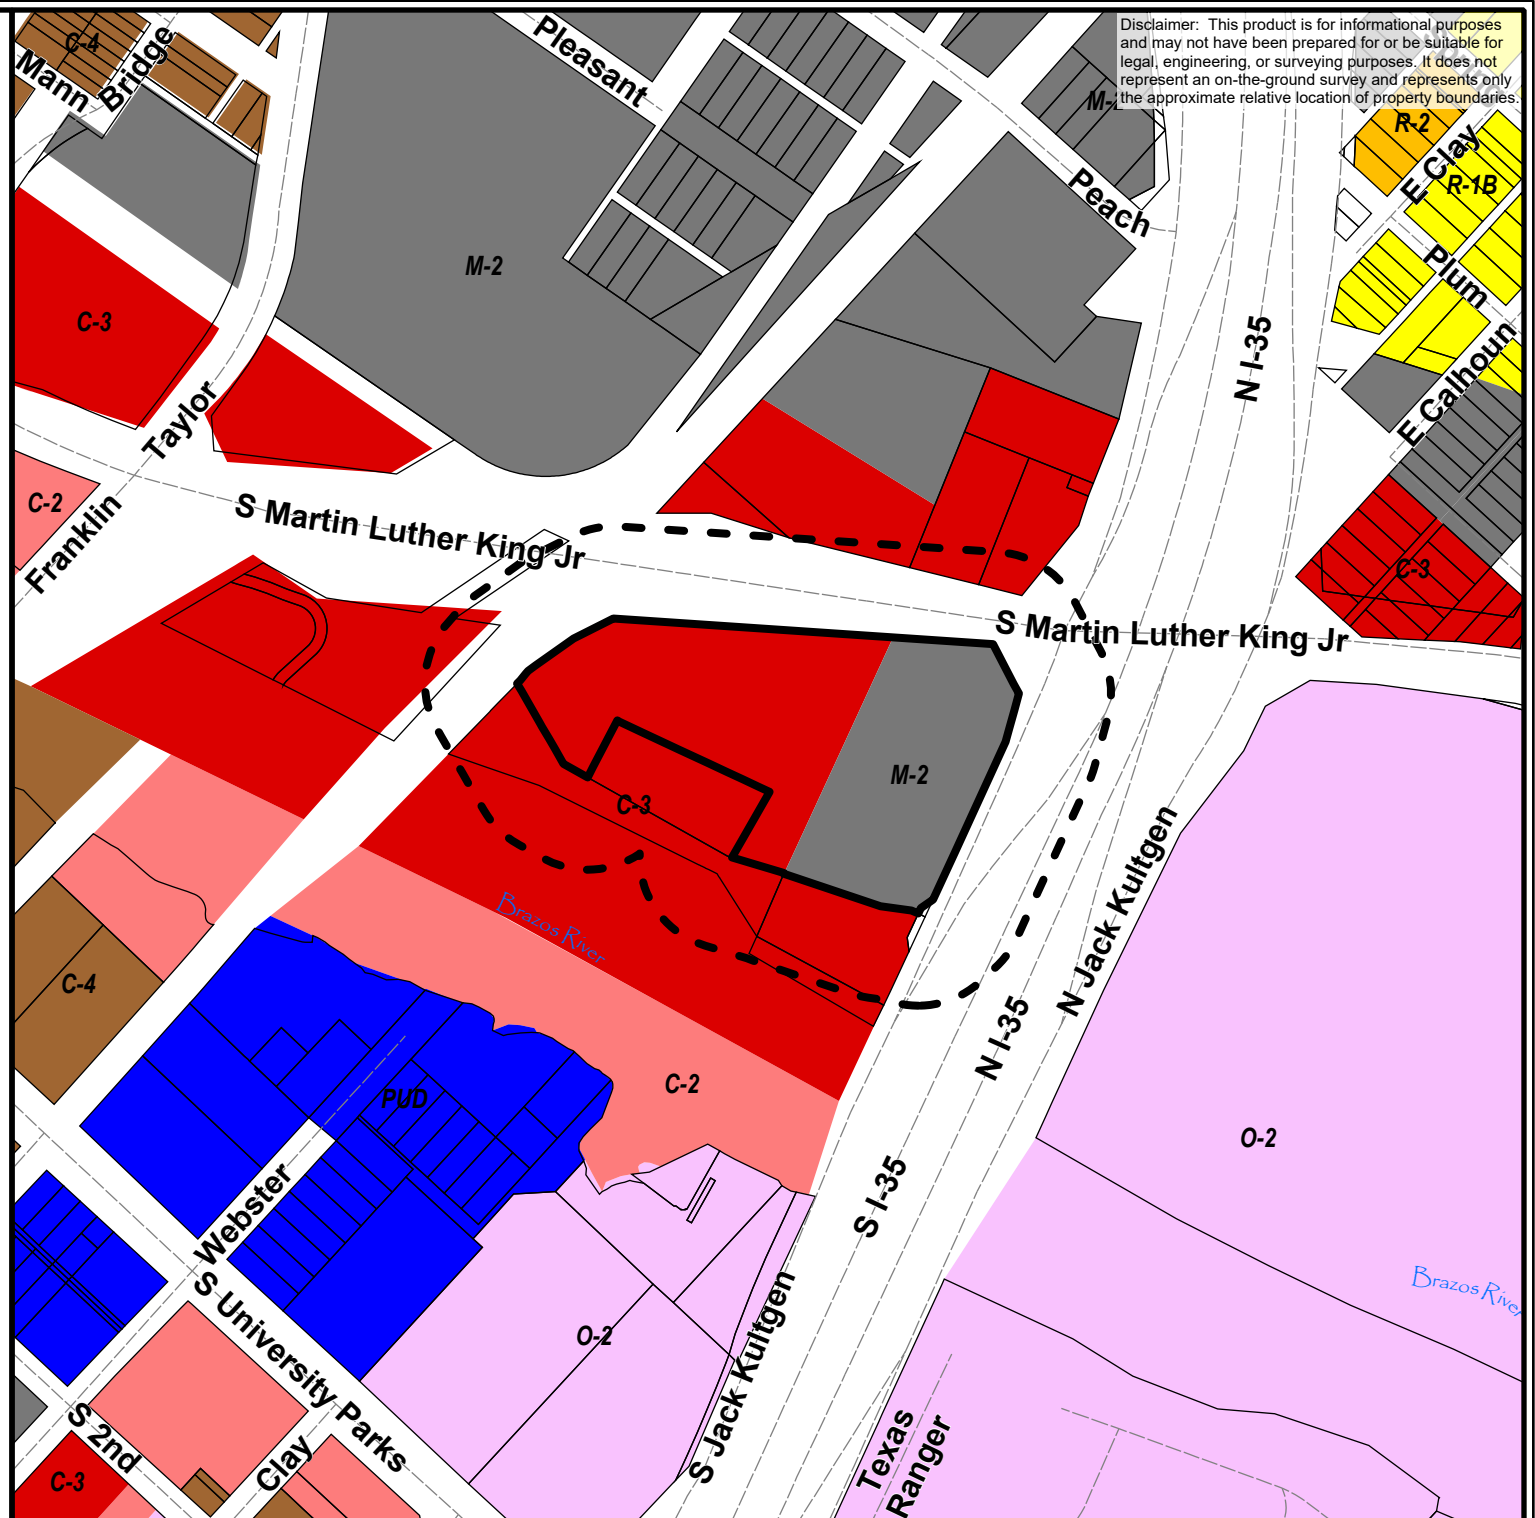 Disclaimer: This product is for informational purposes
and may not have been prepared for or be suitable for
legal, engineering, or surveying purposes. It does not
represent an on-the-ground survey and represents only
the approximate relative location of property boundaries.
C-4
Mann
Bridge
Pleasant
R-2
E Clay
R-1B
Peach
M-2
Plum
C-3
N I-35
E Calhoun
Taylor
C-2
Franklin
S Martin Luther King Jr
C-3
S Martin Luther King Jr
M-2
C-3
Brazos River
N Jack Kultgen
C-4
N I-35
C-2
PUD
O-2
Webster
S I-35
Brazos River
S University Parks
O-2
S Jack Kultgen
S 2nd
Clay
C-3
Texas
Ranger